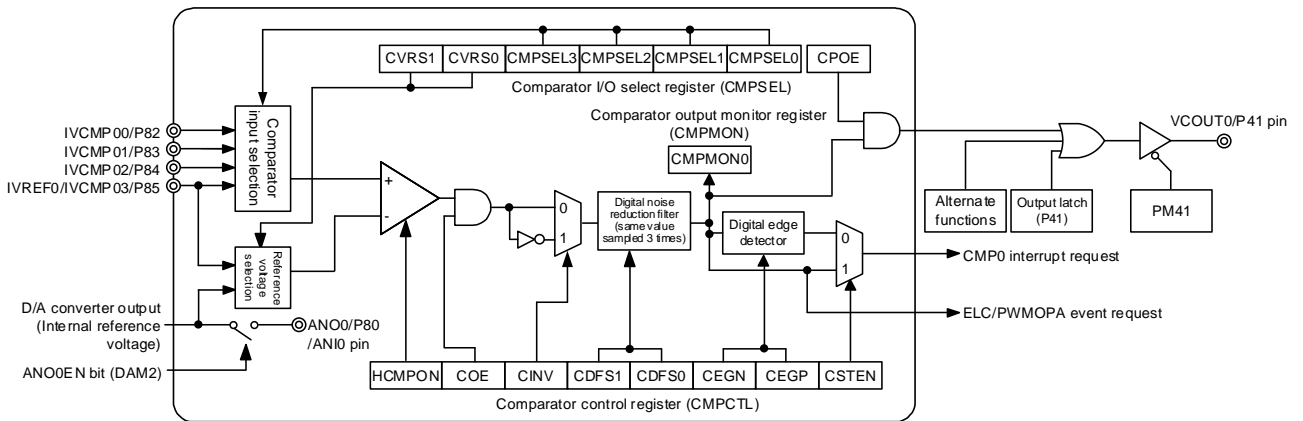 CVRS1 CVRS0 CMPSEL3 CMPSEL2 CMPSEL1 CMPSEL0 CPOE
Comparator I/O select register (CMPSEL)
Comparator output monitor register
(CMPMON)
CMPMON0
IVCMP00/P82
IVCMP01/P83
IVCMP02/P84
IVREF0/IVCMP03/P85
Comparator
input selection
+
-
0
1
Digital noise
reduction filter
(same value
sampled 3 times)
Digital edge
detector
0
1
VCOUT0/P41 pin
Alternate
functions
Output latch
(P41)
PM41
CMP0 interrupt request
ELC/PWMOPA event request
Reference
voltage
selection
D/A converter output
(Internal reference
voltage)
ANO0/P80
/ANI0 pin
ANO0EN bit (DAM2)
HCMPON COE CINV CDFS1 CDFS0 CEGN CEGP CSTEN
Comparator control register (CMPCTL)